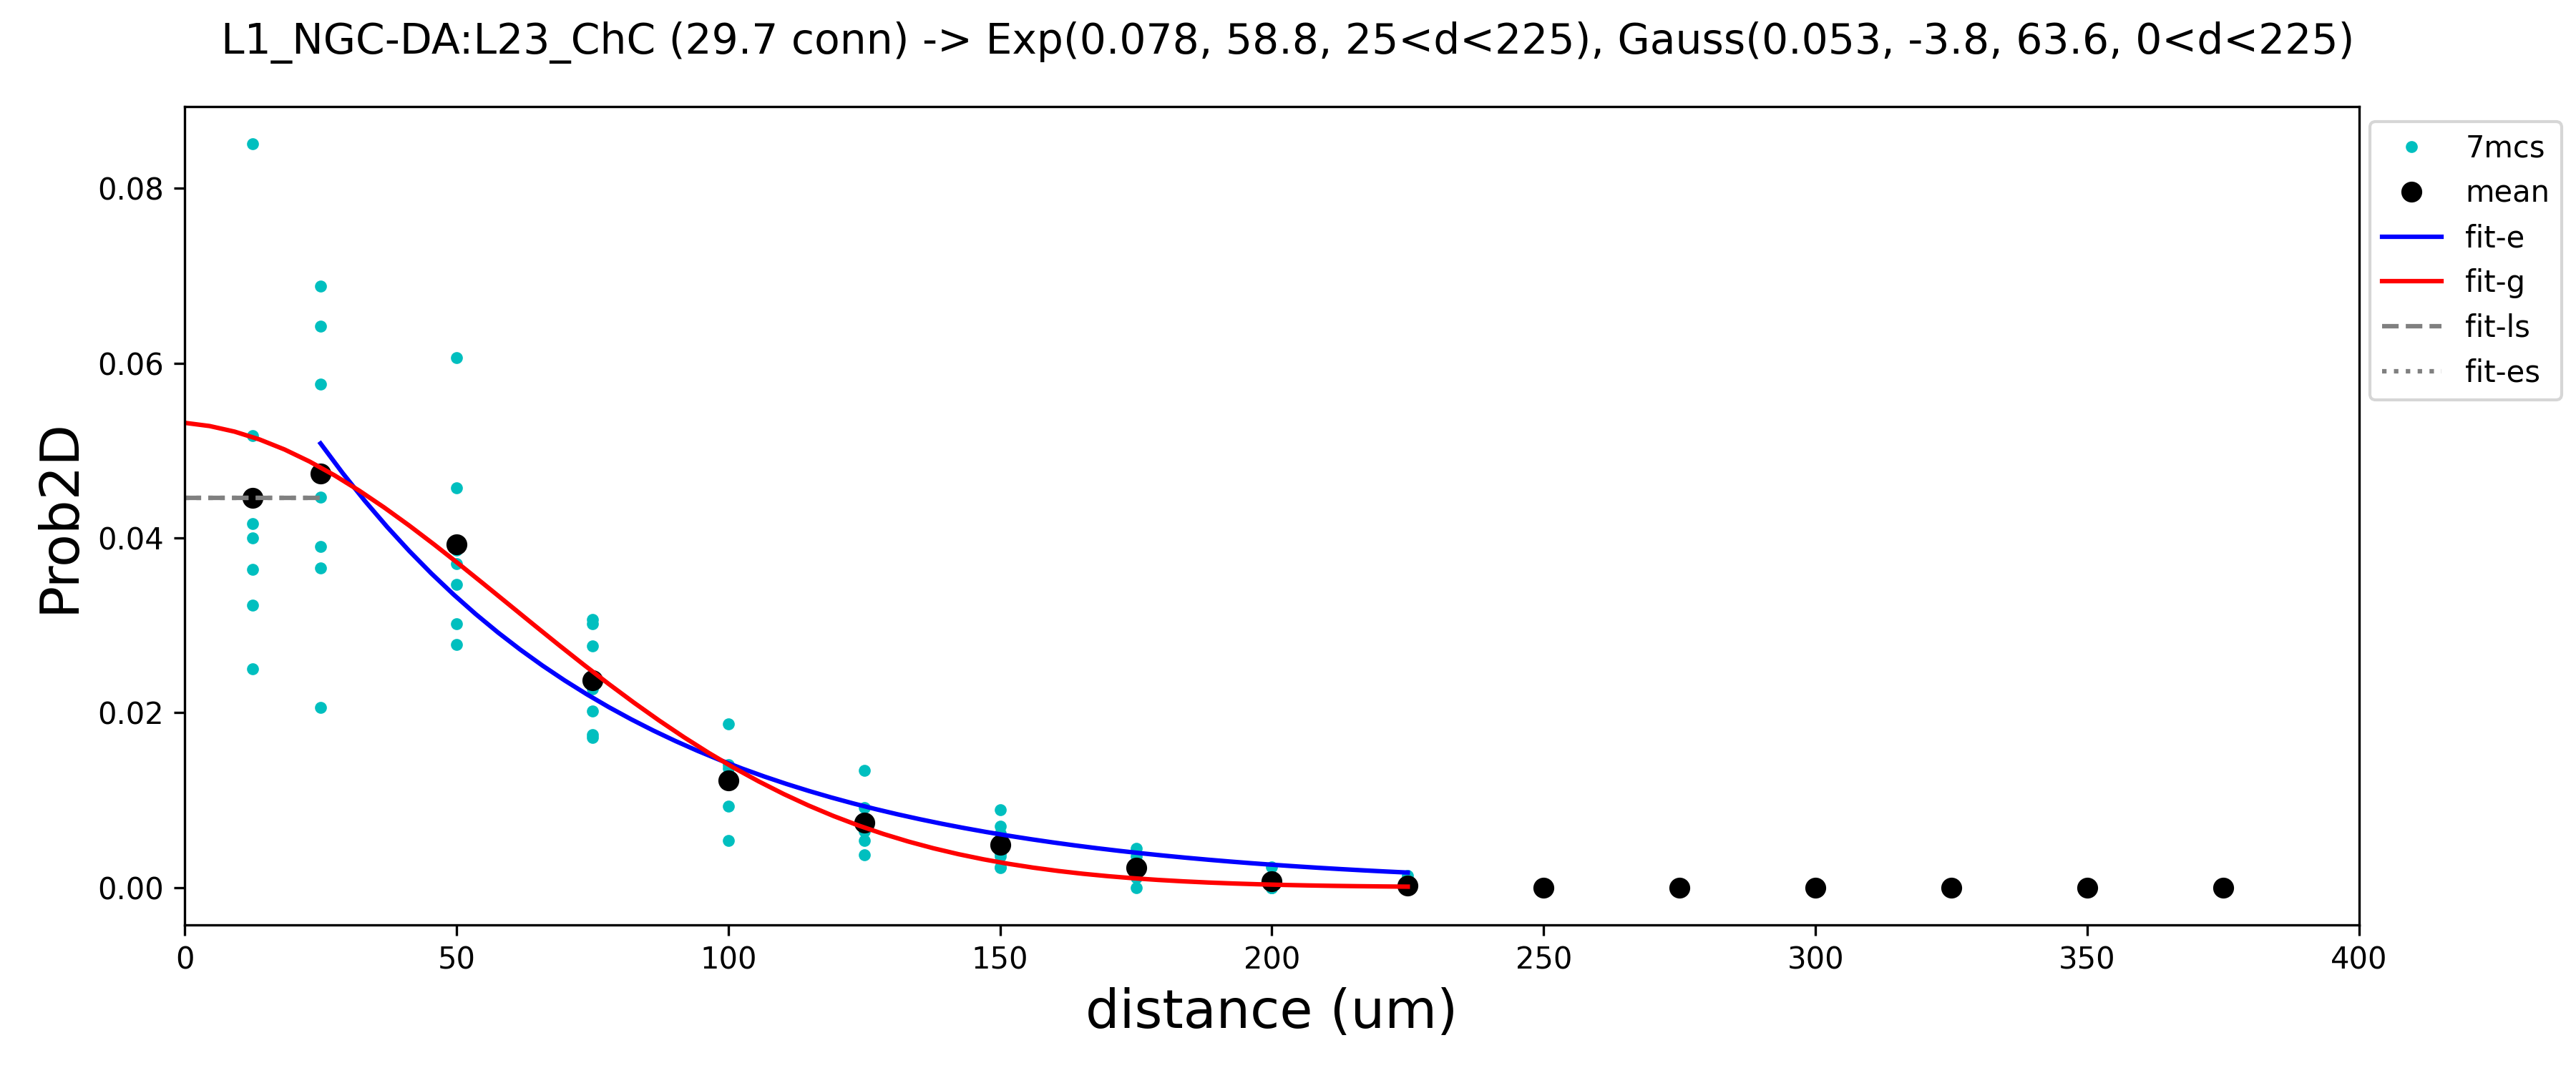 L1_NGC-DA:L23_ChC (29.7 conn) -> Exp(0.078, 58.8, 25<d<225), Gauss(0.053, -3.8, 63.6, 0<d<225)
7mcs
mean
fit-e
fit-g
fit-ls
fit-es
Prob2D
0.08
0.06
0.04
0.02
0.00
0 50 100 150 200 250 300 350 400
distance (um)